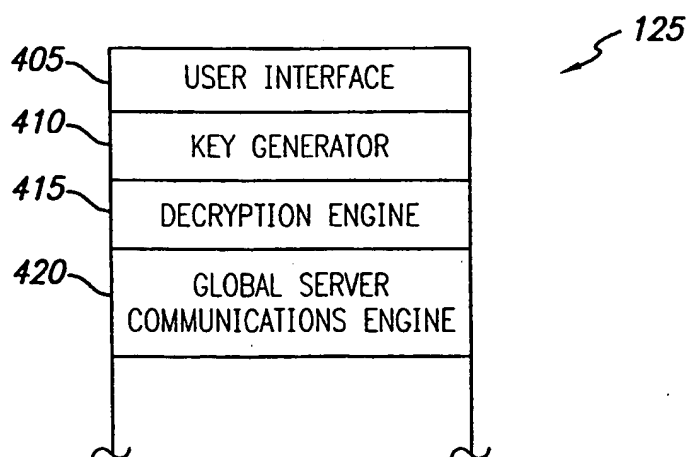 125
405
USER INTERFACE
410
KEY GENERATOR
415
DECRYPTION ENGINE
420
GLOBAL SERVER
COMMUNICATIONS ENGINE